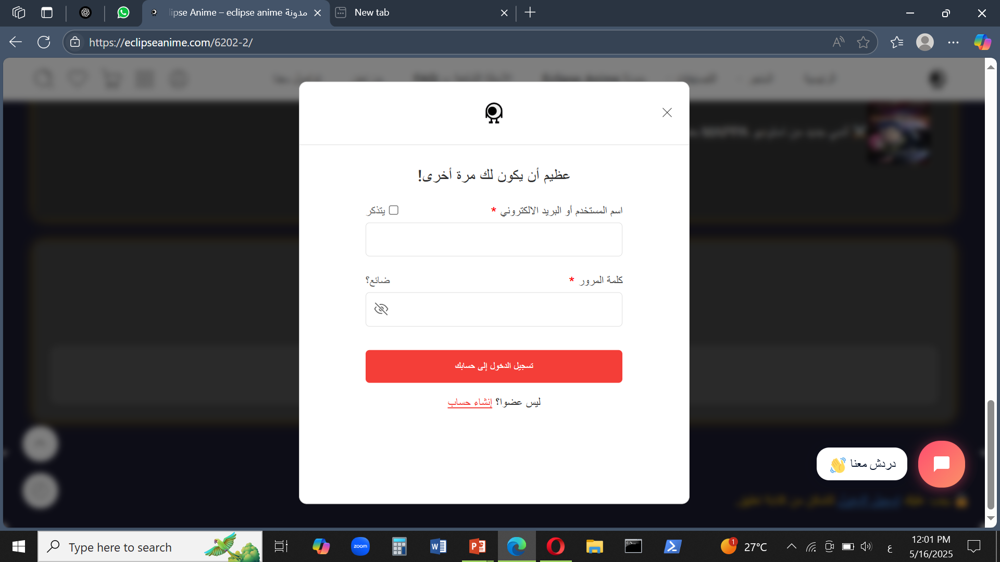 lipse Anime – eclipse anime مدونة
New tab
https://eclipseanime.com/6202-2/
عظيم أن يكون لك مرة أخرى!
اسم المستخدم أو البريد الالكتروني *
يتذكر
كلمة المرور *
ضائع؟
تسجيل الدخول إلى حسابك
ليس عضوا؟ إنشاء حساب
دردش معنا 👋
Type here to search
zoom
1
27°C
ع
12:01 PM
5/16/2025